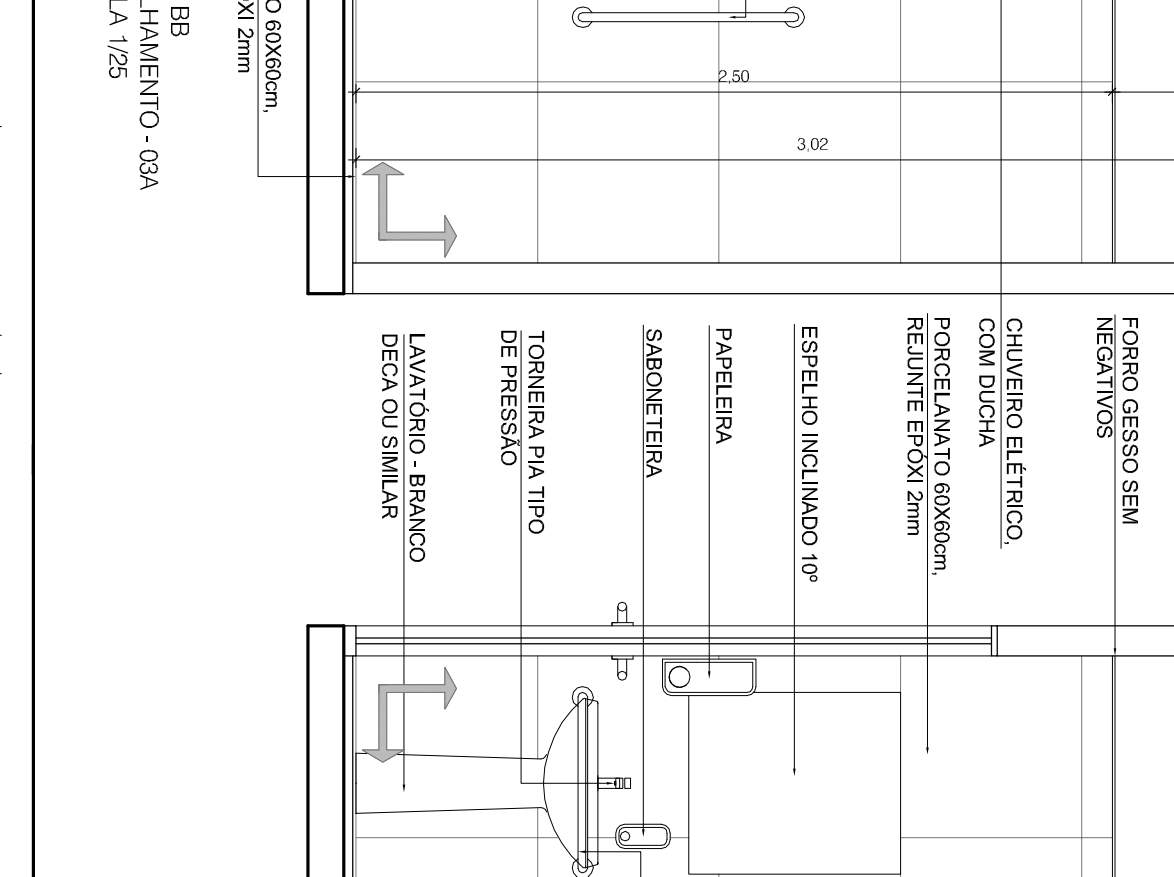 BB
LHAMENTO - 03A
LA 1/25
O 60X60cm,
XI 2mm
2,50
3,02
FORRO GESSO SEM
NEGATIVOS
CHUVEIRO ELÉTRICO,
COM DUCHA
PORCELANATO 60X60cm,
REJUNTE EPÓXI 2mm
ESPELHO INCLINADO 10°
PAPELEIRA
SABONETEIRA
TORNEIRA PIA TIPO
DE PRESSÃO
LAVATÓRIO - BRANCO
DECA OU SIMILAR